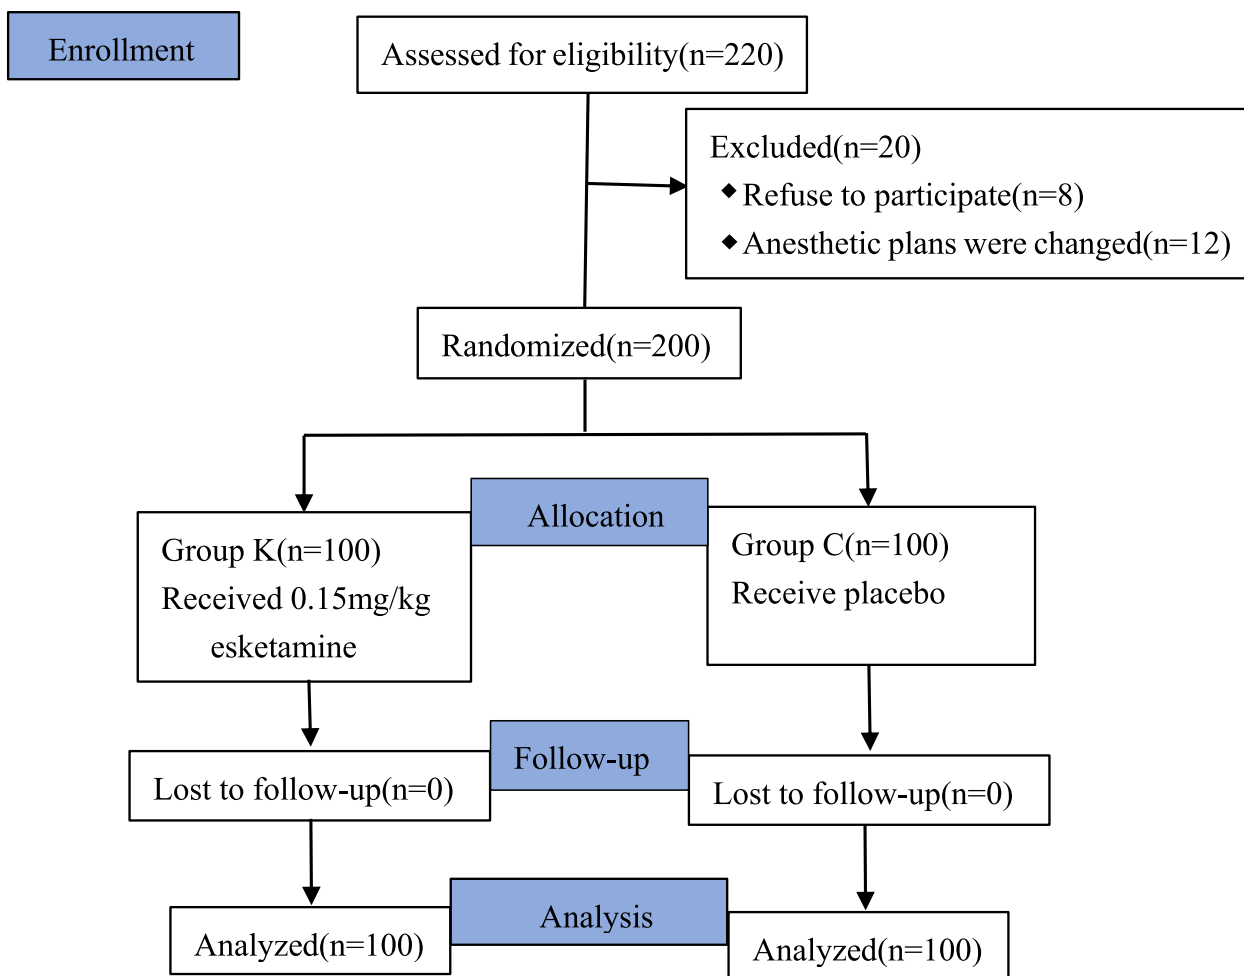 Enrollment
Assessed for eligibility(n=220)
Excluded(n=20)
◆Refuse to participate(n=8)
◆Anesthetic plans were changed(n=12)
Randomized(n=200)
Allocation
Group K(n=100)
Received 0.15mg/kg
esketamine
Group C(n=100)
Receive placebo
Follow-up
Lost to follow-up(n=0)
Lost to follow-up(n=0)
Analysis
Analyzed(n=100)
Analyzed(n=100)